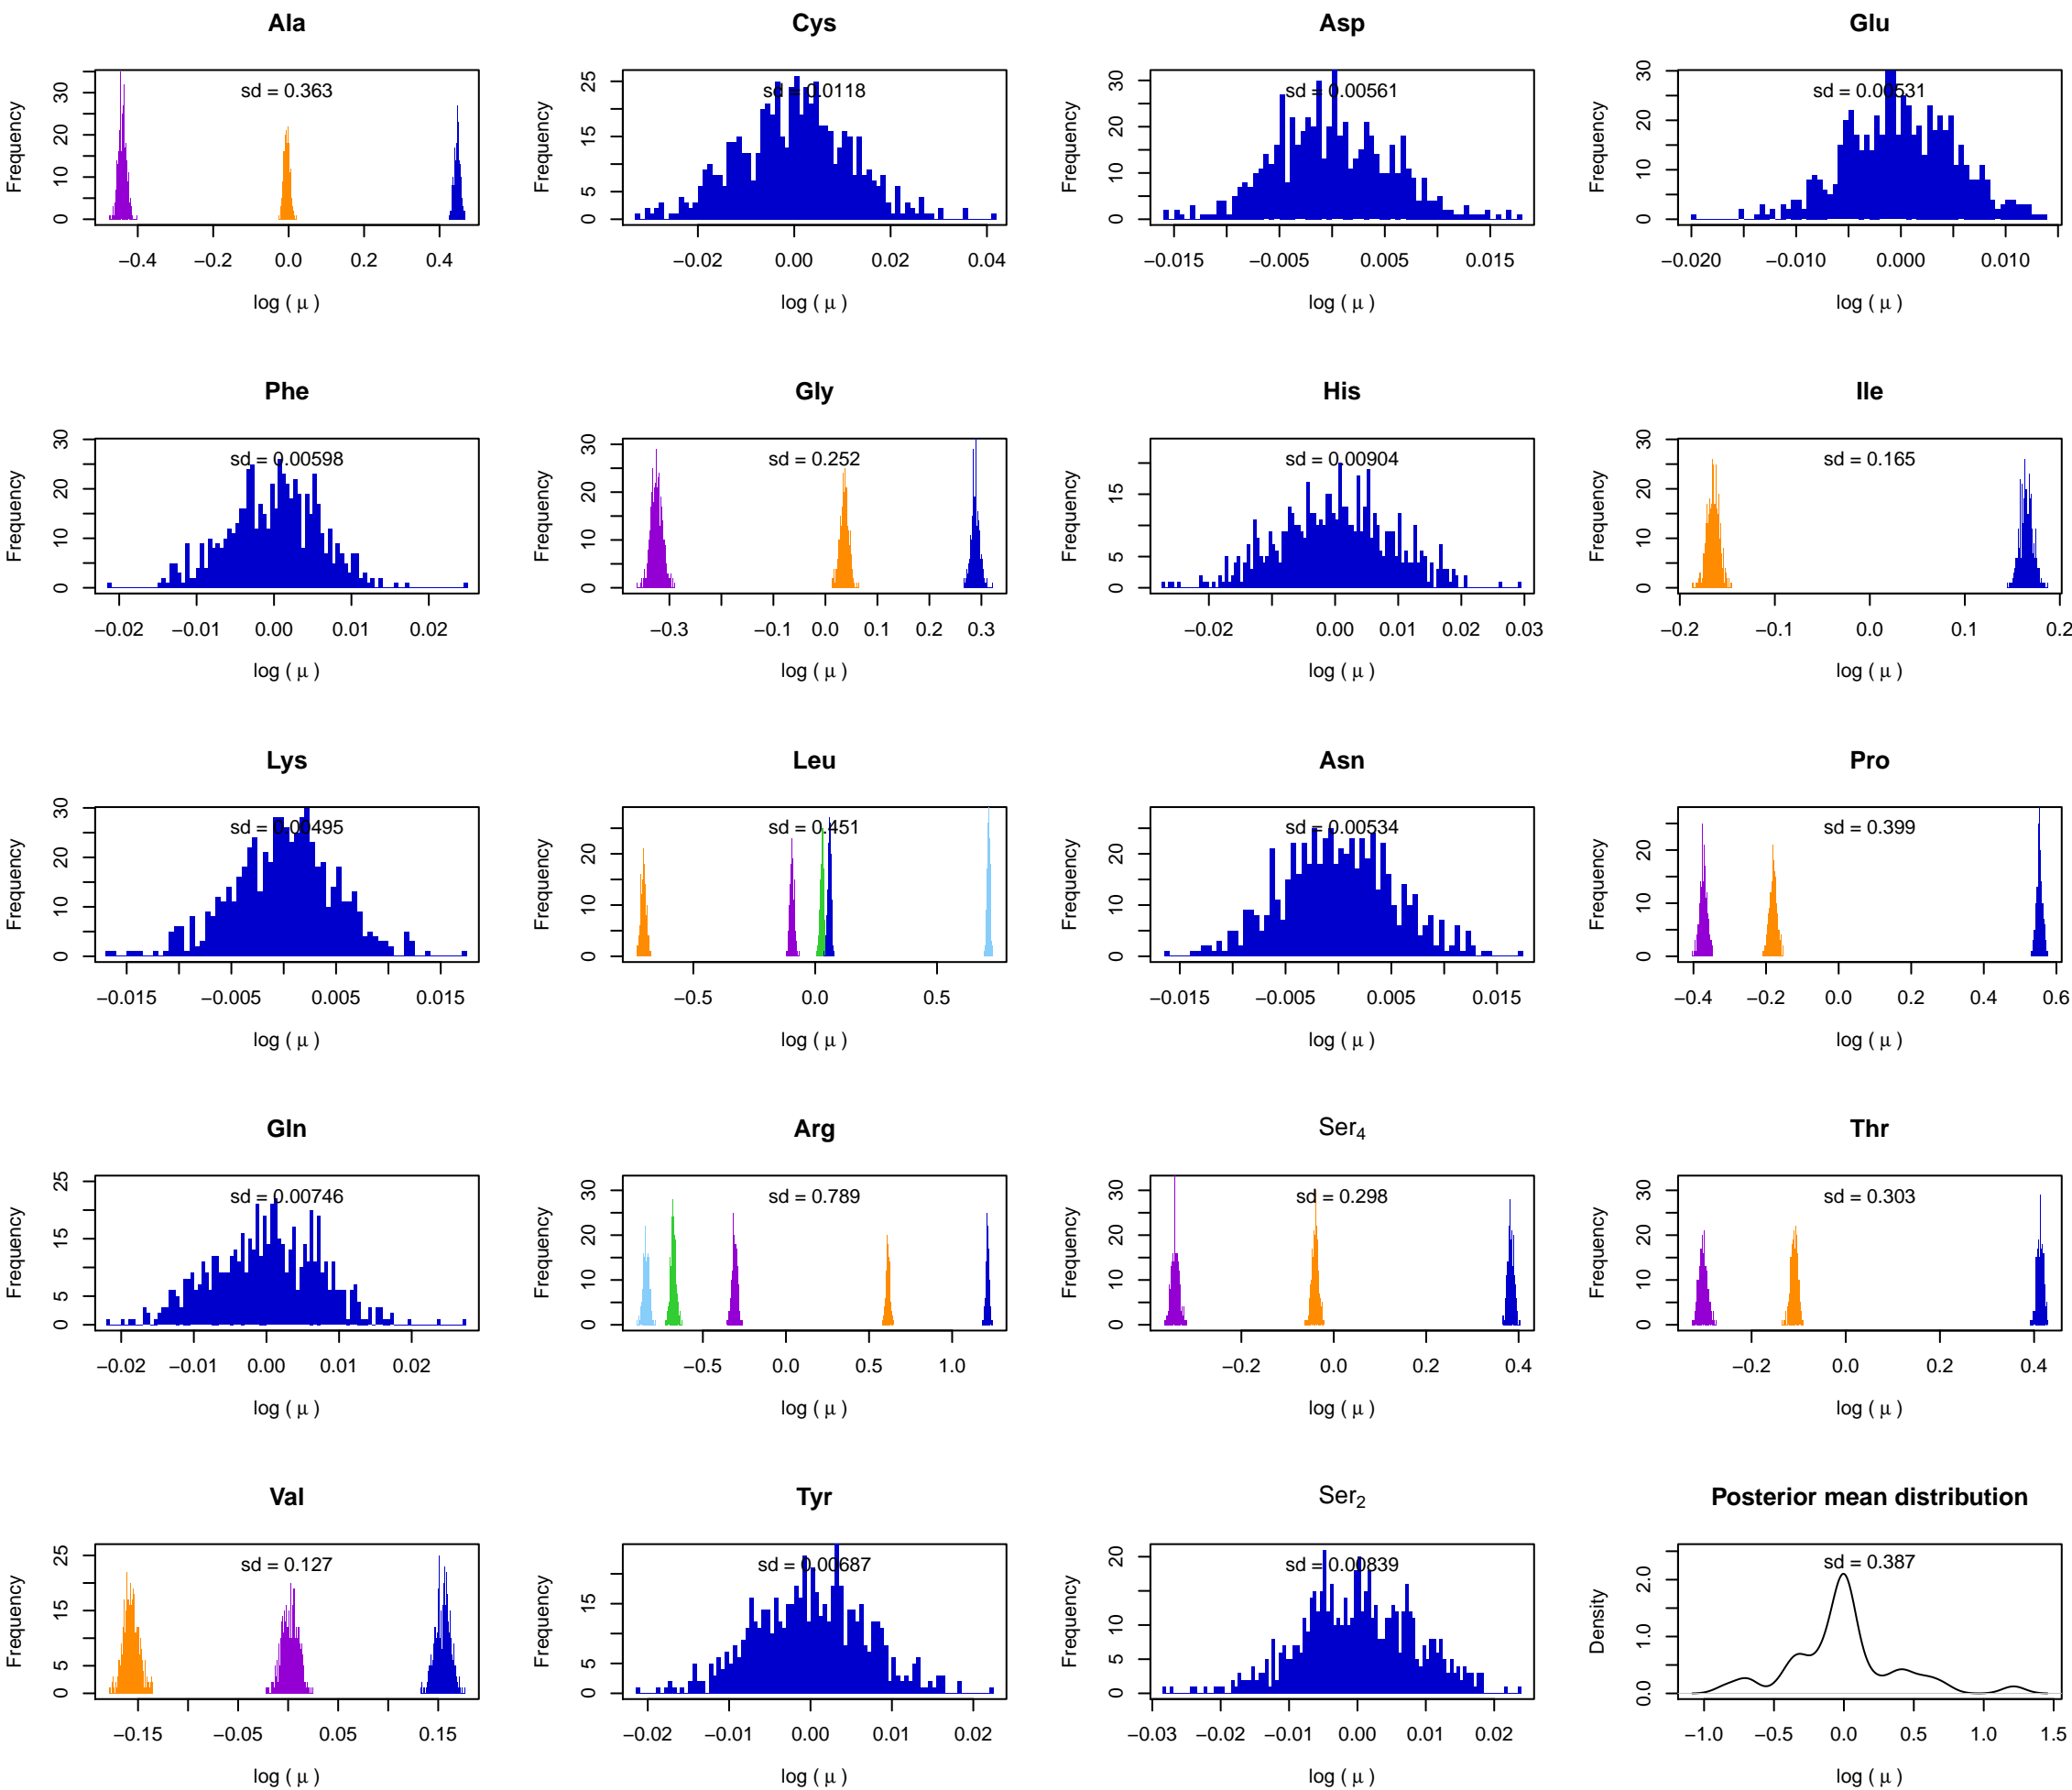 Ala
sd = 0.363
Frequency
0 10 20 30
−0.4 −0.2 0.0 0.2 0.4
log ( μ )
Cys
sd = 0.0118
Frequency
0 5 15 25
−0.02 0.00 0.02 0.04
log ( μ )
Asp
sd = 0.00561
Frequency
0 10 20 30
−0.015 −0.005 0.005 0.015
log ( μ )
Glu
sd = 0.00531
Frequency
0 10 20 30
−0.020 −0.010 0.000 0.010
log ( μ )
Phe
sd = 0.00598
Frequency
0 10 20 30
−0.02 −0.01 0.00 0.01 0.02
log ( μ )
Gly
sd = 0.252
Frequency
0 10 20 30
−0.3 −0.1 0.0 0.1 0.2 0.3
log ( μ )
His
sd = 0.00904
Frequency
0 5 15
−0.02 0.00 0.01 0.02 0.03
log ( μ )
Ile
sd = 0.165
Frequency
0 10 20 30
−0.2 −0.1 0.0 0.1 0.2
log ( μ )
Lys
sd = 0.00495
Frequency
0 10 20 30
−0.015 −0.005 0.005 0.015
log ( μ )
Leu
sd = 0.451
Frequency
0 10 20
−0.5 0.0 0.5
log ( μ )
Asn
sd = 0.00534
Frequency
0 10 20
−0.015 −0.005 0.005 0.015
log ( μ )
Pro
sd = 0.399
Frequency
0 10 20
−0.4 −0.2 0.0 0.2 0.4 0.6
log ( μ )
Gln
sd = 0.00746
Frequency
0 5 15 25
−0.02 −0.01 0.00 0.01 0.02
log ( μ )
Arg
sd = 0.789
Frequency
0 10 20 30
−0.5 0.0 0.5 1.0
log ( μ )
Ser₄
sd = 0.298
Frequency
0 10 20 30
−0.2 0.0 0.2 0.4
log ( μ )
Thr
sd = 0.303
Frequency
0 10 20 30
−0.2 0.0 0.2 0.4
log ( μ )
Val
sd = 0.127
Frequency
0 5 15 25
−0.15 −0.05 0.05 0.15
log ( μ )
Tyr
sd = 0.00687
Frequency
0 5 15
−0.02 −0.01 0.00 0.01 0.02
log ( μ )
Ser₂
sd = 0.00839
Frequency
0 5 10 15 20
−0.03 −0.02 −0.01 0.00 0.01 0.02
log ( μ )
Posterior mean distribution
sd = 0.387
Density
0.0 1.0 2.0
−1.0 −0.5 0.0 0.5 1.0 1.5
log ( μ )